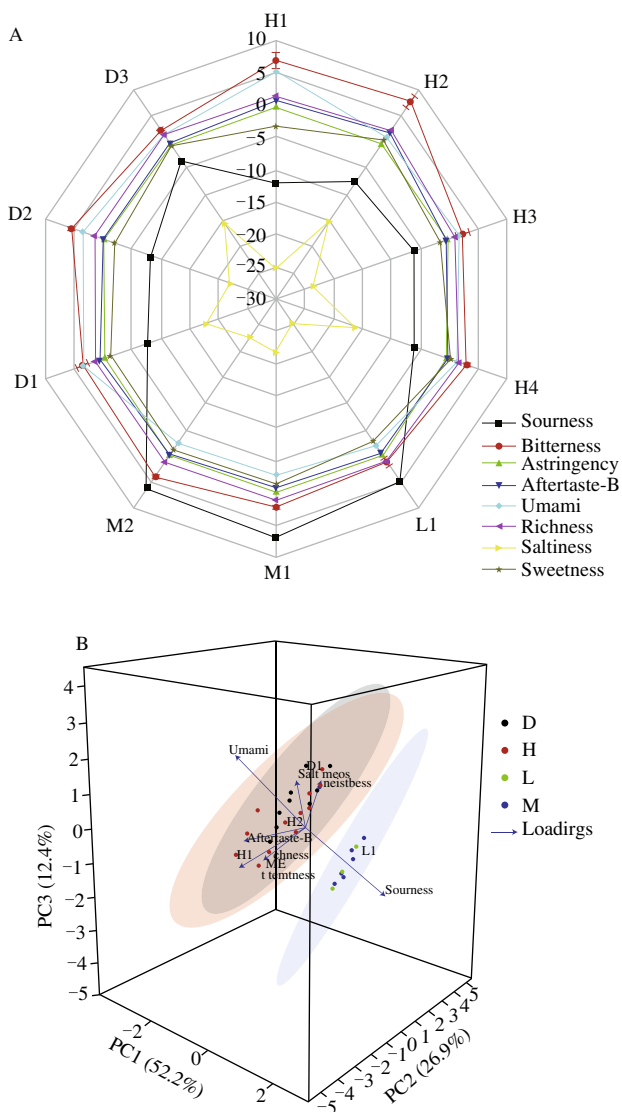 A
H1
10
5
0
−5
−10
−15
−20
−25
−30
D3
H2
D2
H3
D1
H4
M2
L1
M1
Sourness
Bitterness
Astringency
Aftertaste-B
Umami
Richness
Saltiness
Sweetness
B
4
3
2
1
0
−1
−2
−3
−4
−5
PC3 (12.4%)
−2
0
2
PC1 (52.2%)
−5
−4
−3
−2
−1
0
1
2
3
4
5
PC2 (26.9%)
Umami
D1
Salt meos
neistbess
H2
Aftertaste-B
H1
chness
ME
t tomtness
L1
Sourness
D
H
L
M
Loadirgs